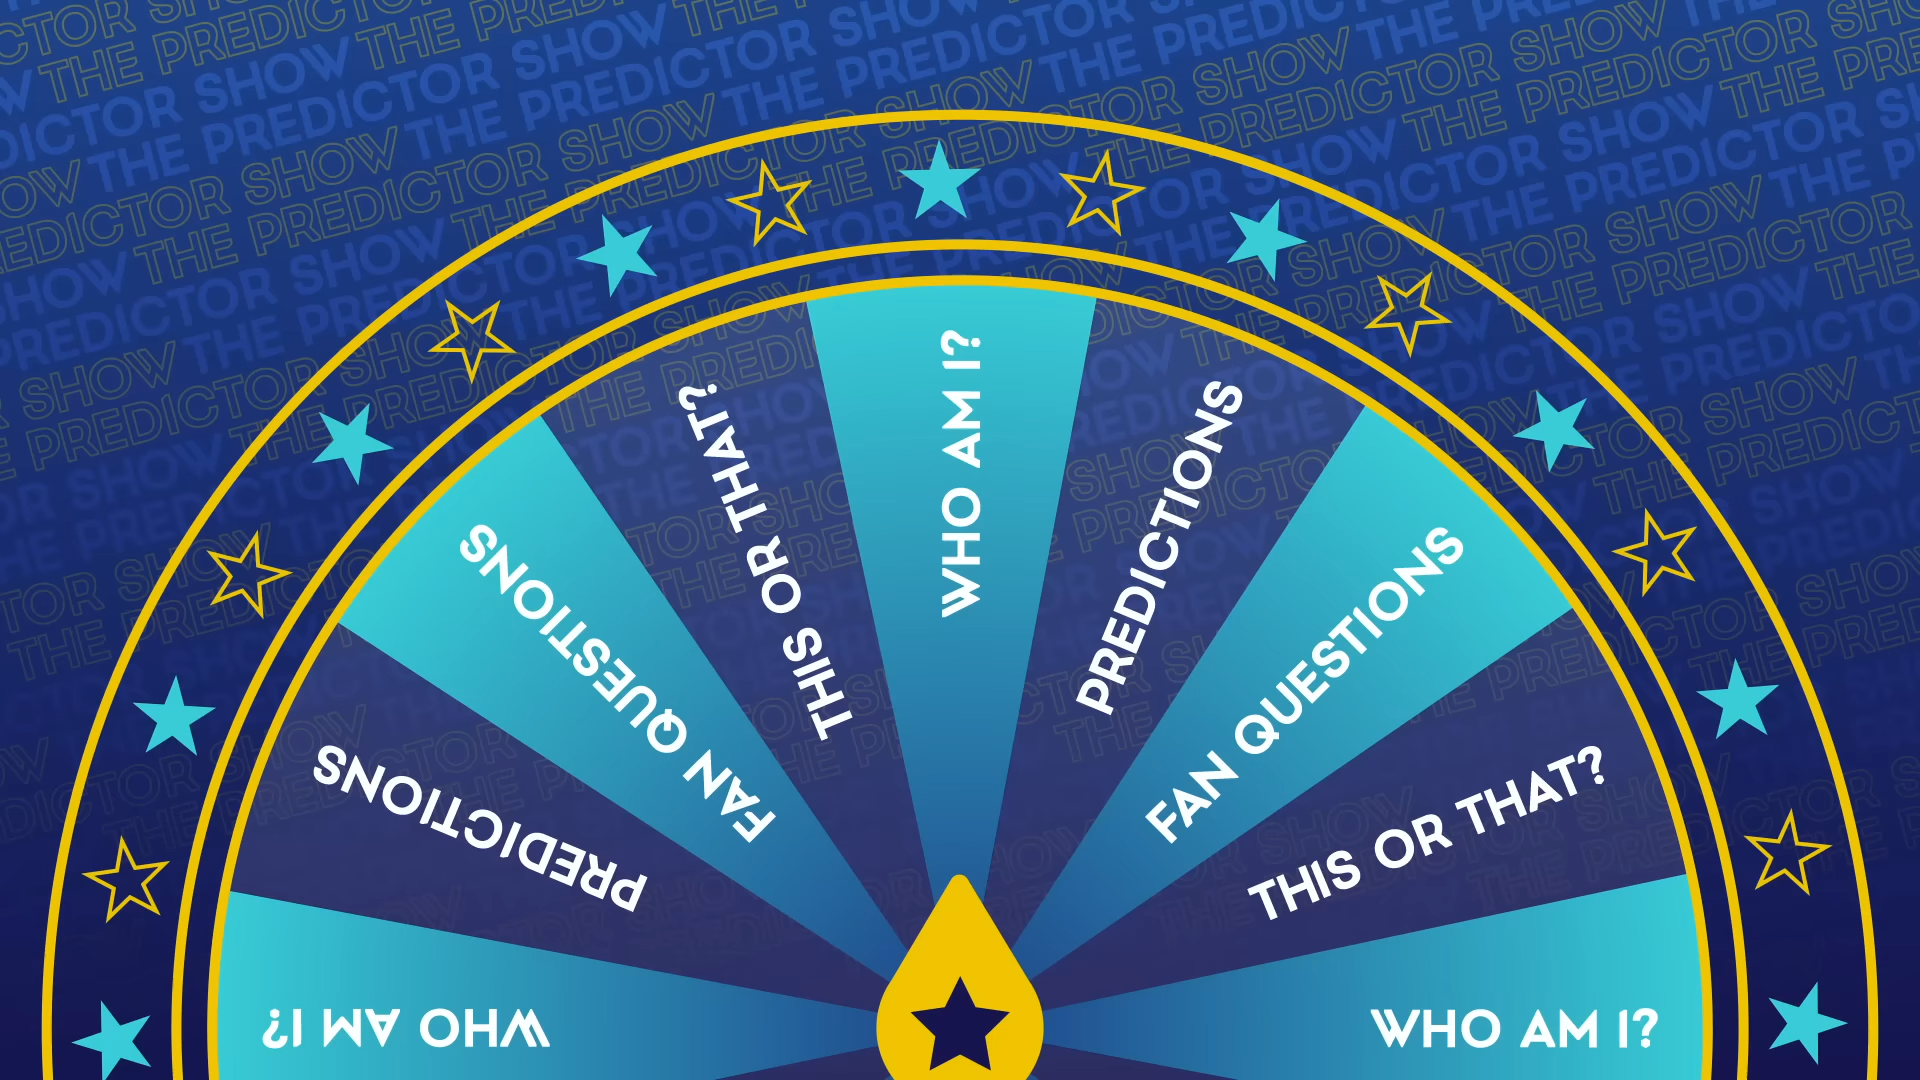 THE PREDICTOR SHOW
WHO AM I?
PREDICTIONS
FAN QUESTIONS
THIS OR THAT?
WHO AM I?
PREDICTIONS
FAN QUESTIONS
THIS OR THAT?
WHO AM I?